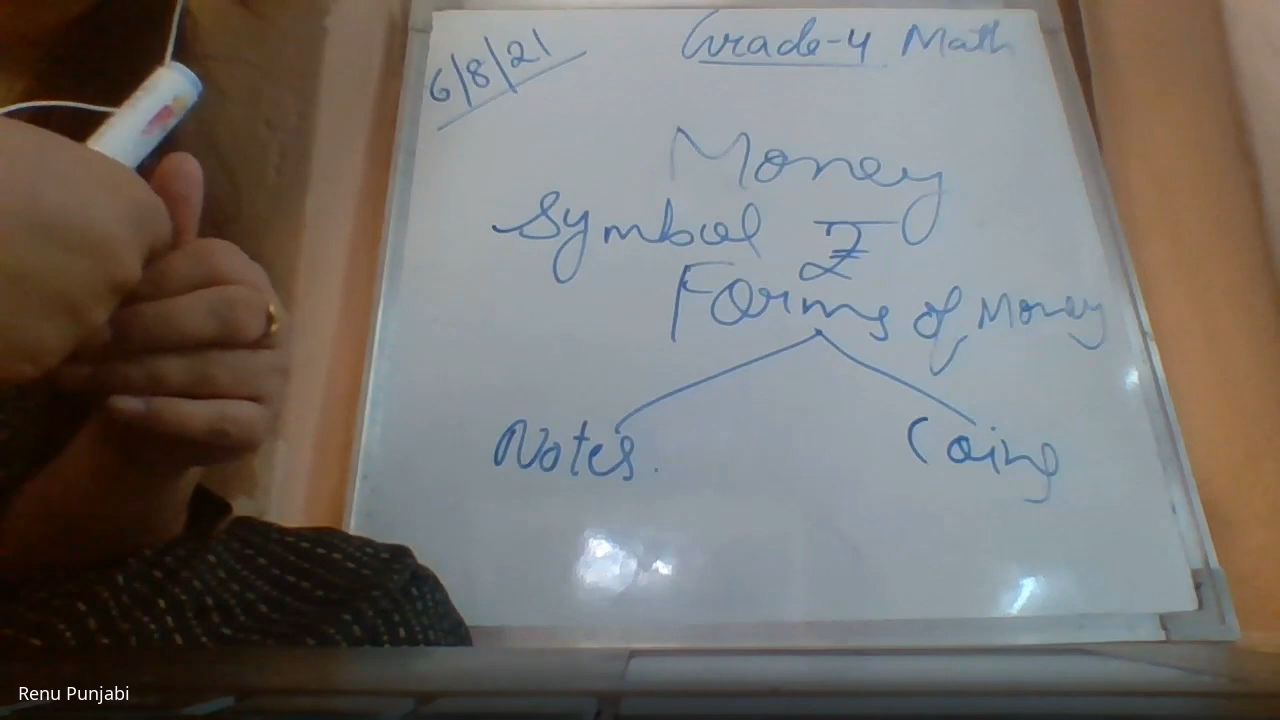 6/8/21
Grade-4 Math
Money
Symbol ₹
Forms of Money
Notes.
Coins
Renu Punjabi